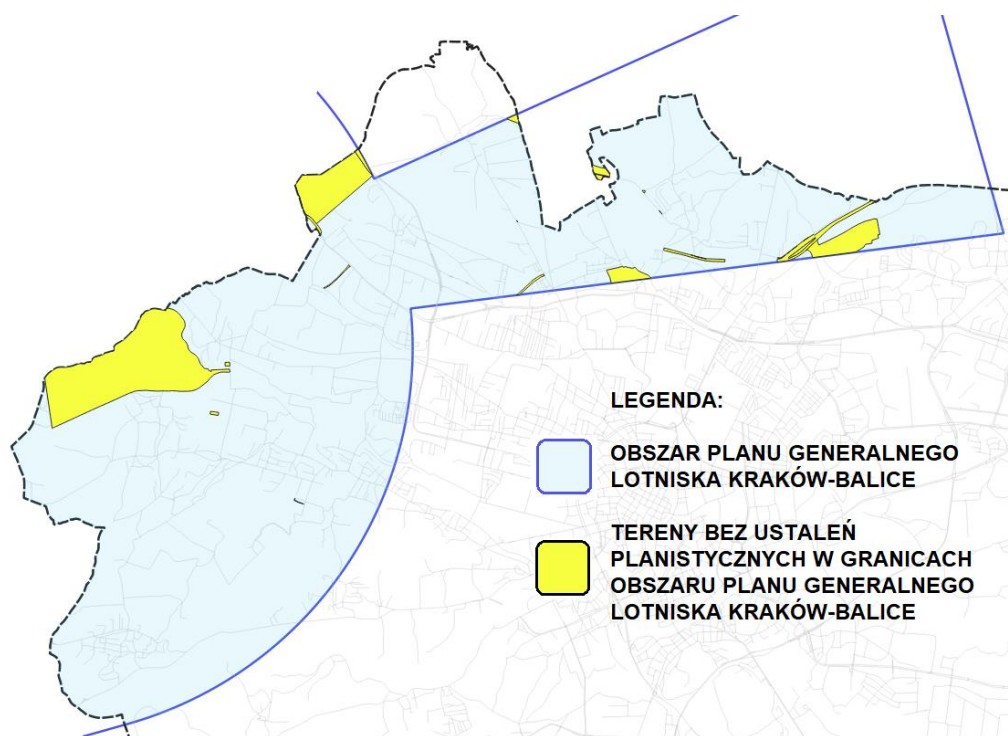 LEGENDA:
OBSZAR PLANU GENERALNEGO
LOTNISKA KRAKÓW-BALICE
TERENY BEZ USTALEŃ
PLANISTYCZNYCH W GRANICACH
OBSZARU PLANU GENERALNEGO
LOTNISKA KRAKÓW-BALICE